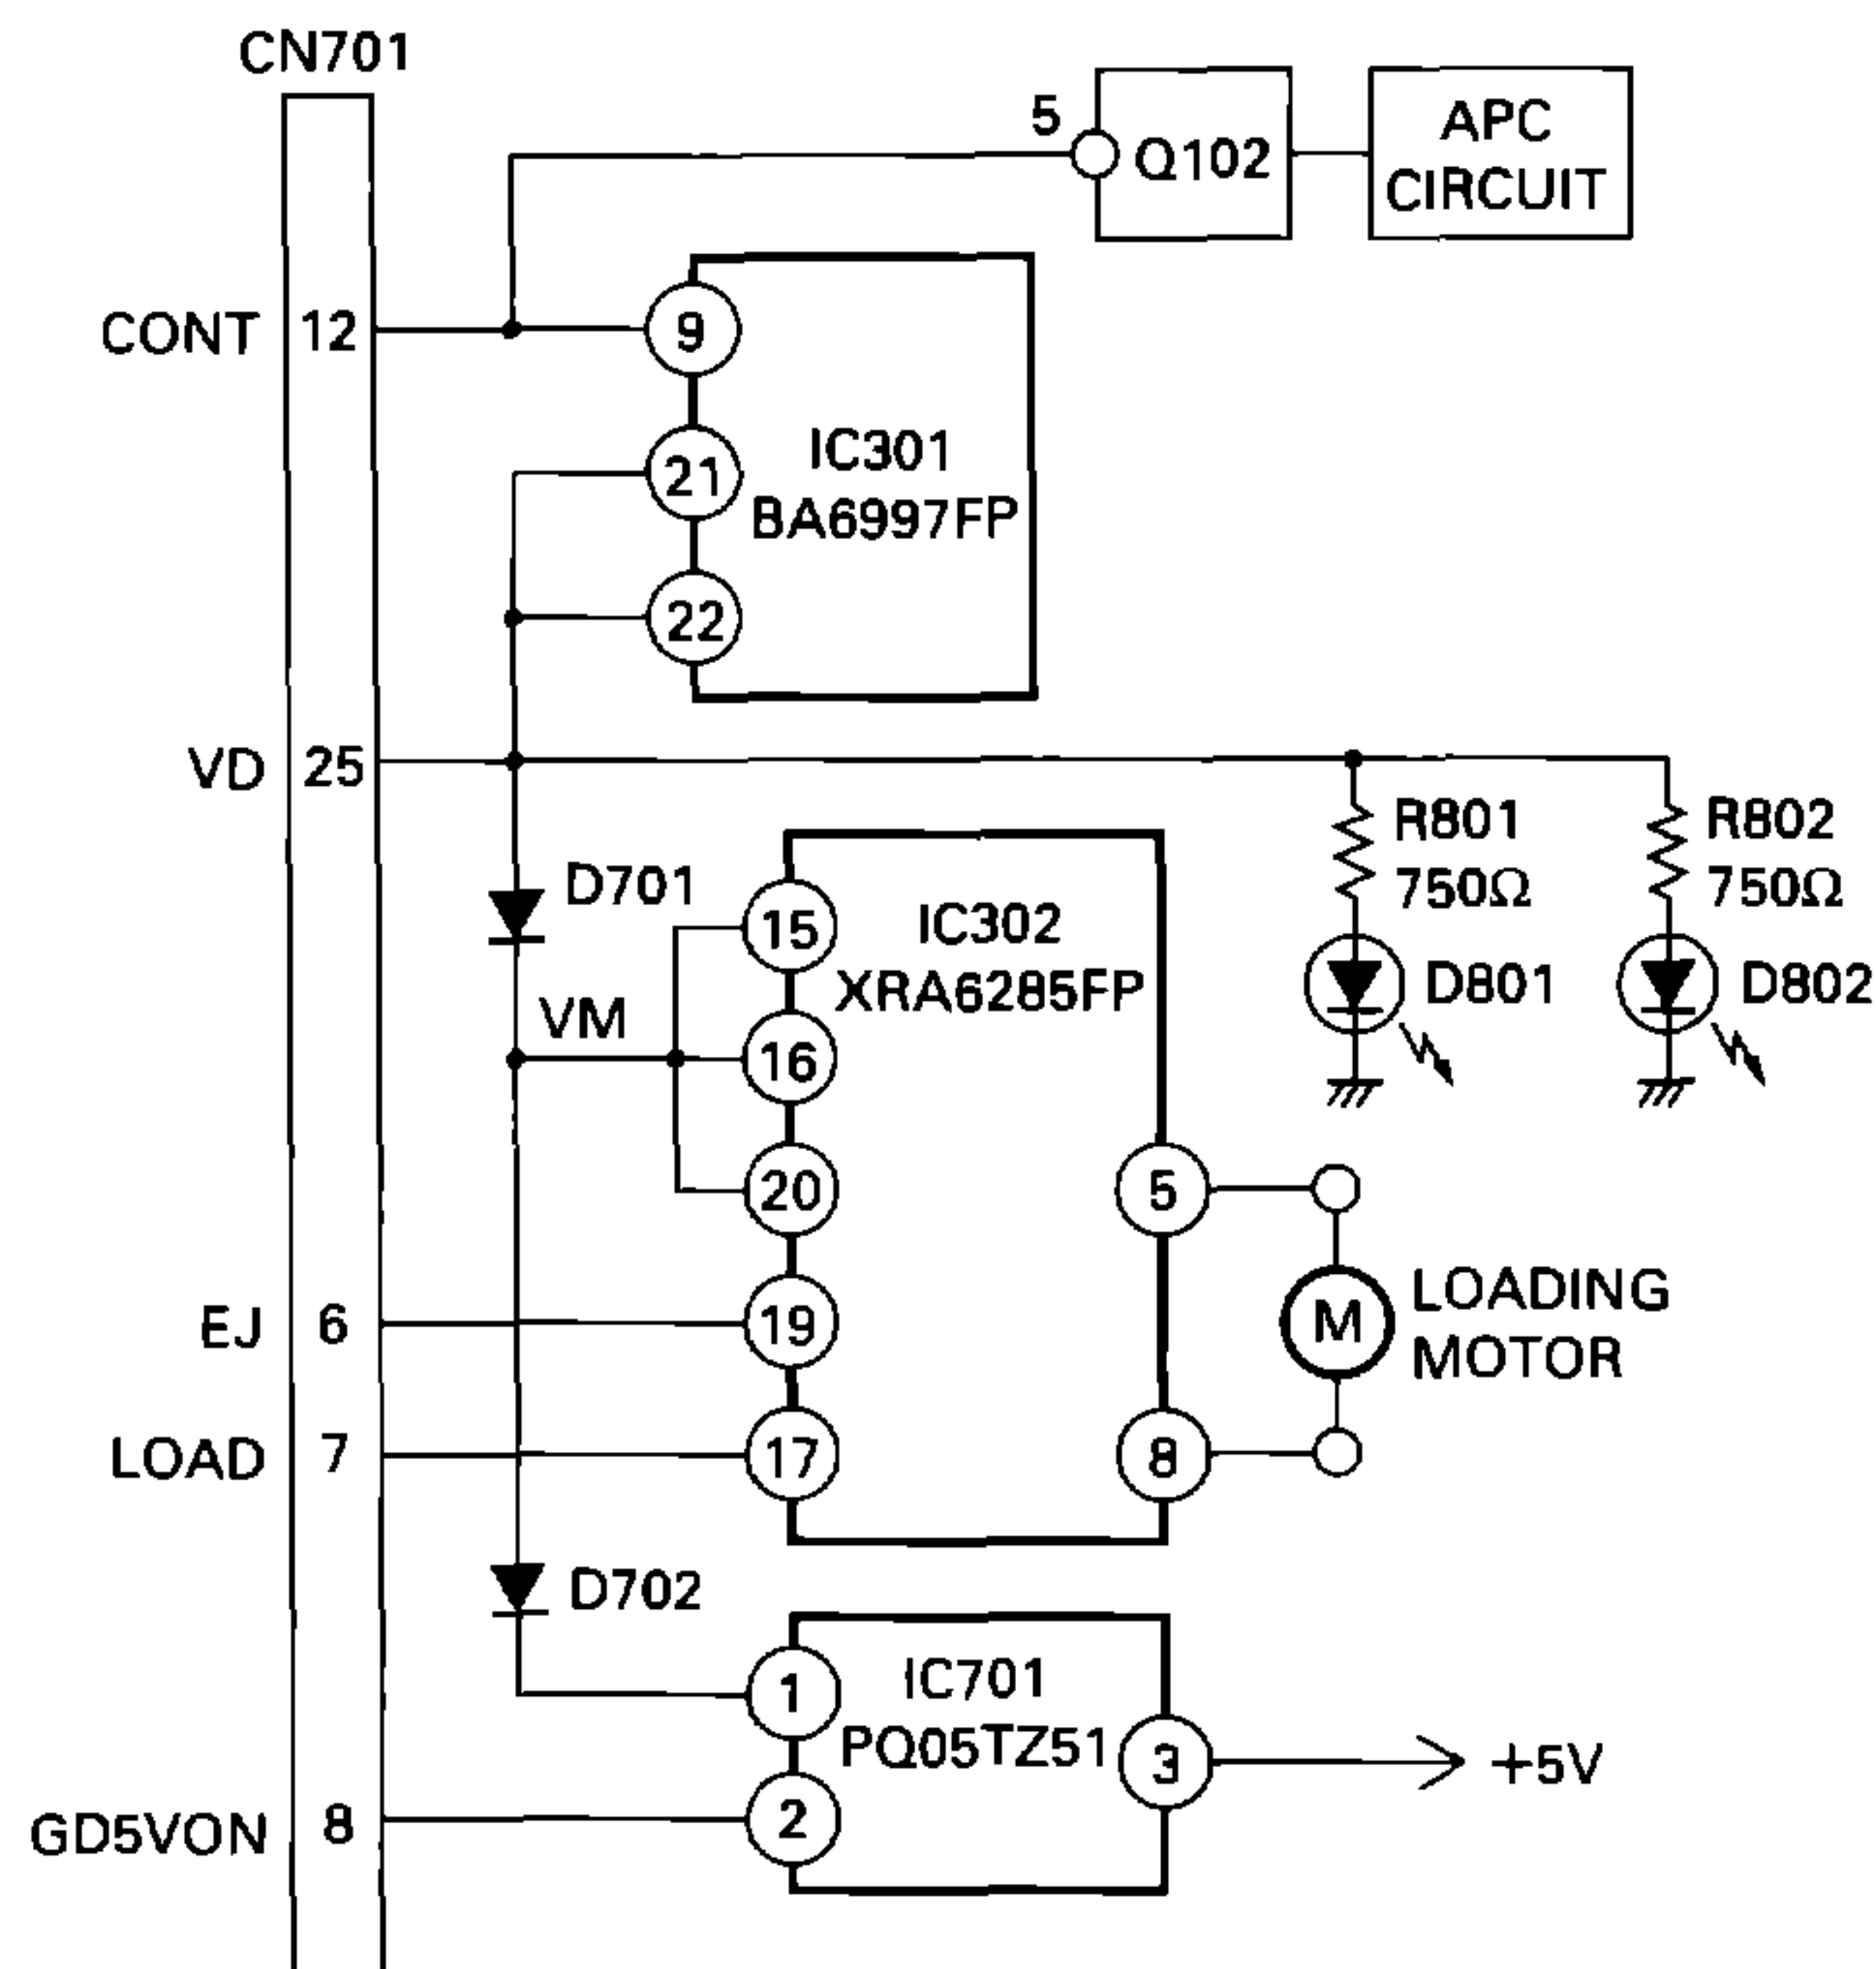 CN701
5
Q102
APC
CIRCUIT
CONT 12
9
21
IC301
BA6997FP
22
VD 25
R801
750Ω
R802
750Ω
D701
15
IC302
XRA6285FP
D801
D802
VM
16
20
5
EJ 6
19
M
LOADING
MOTOR
LOAD 7
17
8
D702
1
IC701
PQ05TZ51
3
+5V
GD5VON 8
2